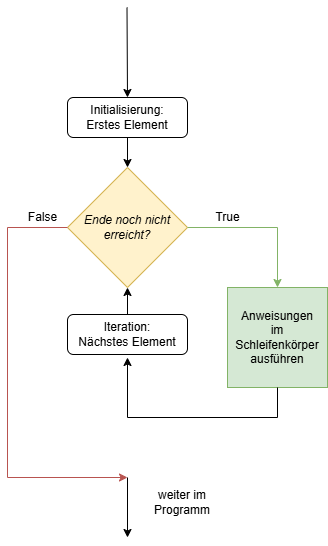 Initialisierung:
Erstes Element
Ende noch nicht
erreicht?
False
True
Anweisungen
im
Schleifenkörper
ausführen
Iteration:
Nächstes Element
weiter im
Programm